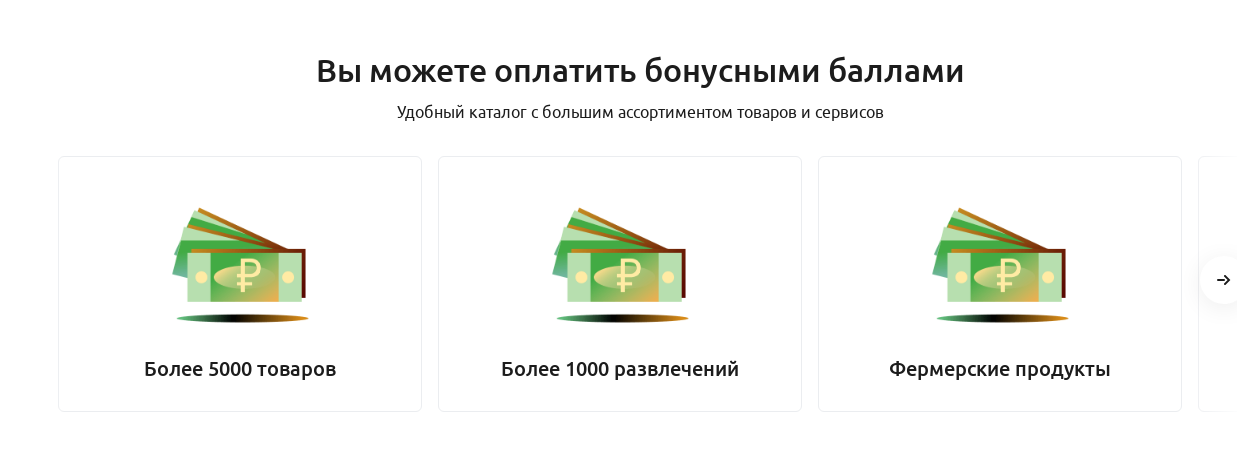 Вы можете оплатить бонусными баллами
Удобный каталог с большим ассортиментом товаров и сервисов
Более 5000 товаров
Более 1000 развлечений
Фермерские продукты